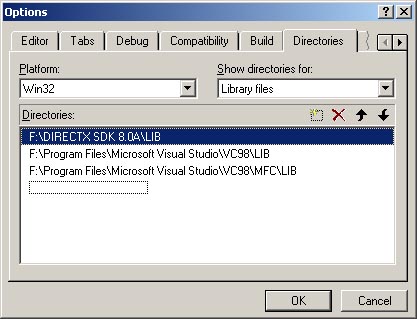 Options
Editor Tabs Debug Compatibility Build Directories
Platform: Show directories for:
Win32 Library files
Directories:
F:\DIRECTX SDK 8.0A\LIB
F:\Program Files\Microsoft Visual Studio\VC98\LIB
F:\Program Files\Microsoft Visual Studio\VC98\MFC\LIB
OK Cancel